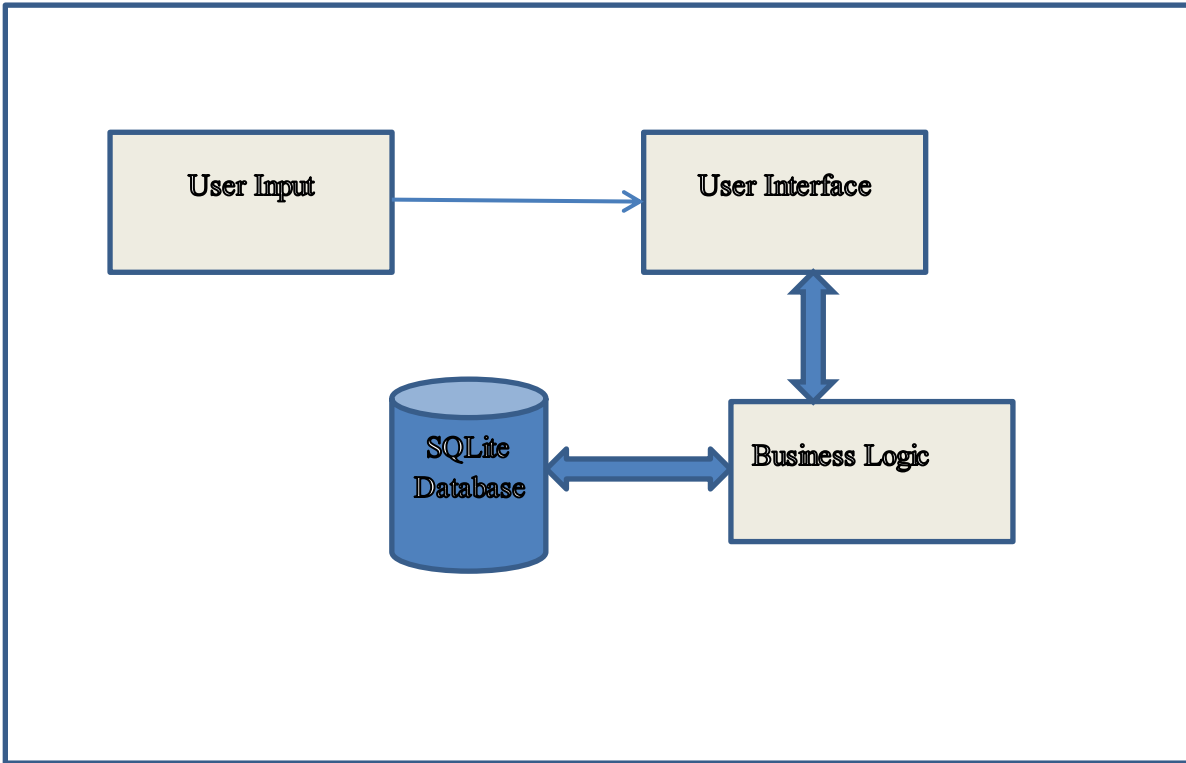 User Input
User Interface
SQLite
Database
Business Logic